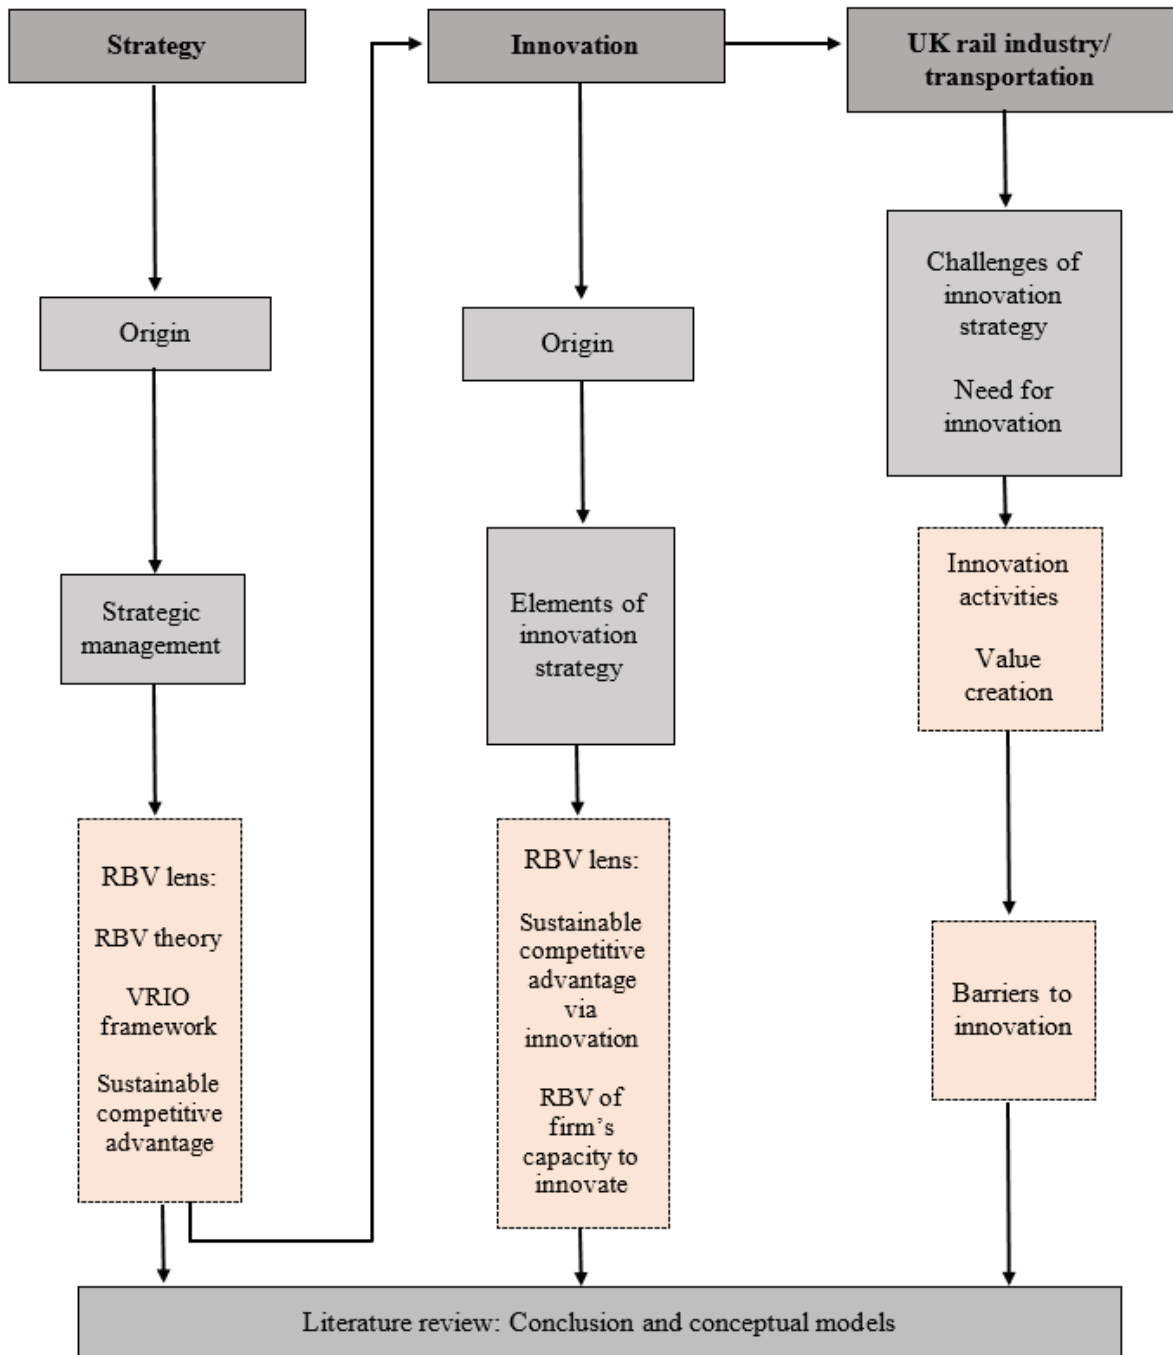 Strategy
Origin
Strategic
management
RBV lens:
RBV theory
VRIO
framework
Sustainable
competitive
advantage
Innovation
Origin
Elements of
innovation
strategy
RBV lens:
Sustainable
competitive
advantage
via
innovation
RBV of
firm's
capacity to
innovate
UK rail industry/
transportation
Challenges of
innovation
strategy
Need for
innovation
Innovation
activities
Value
creation
Barriers to
innovation
Literature review: Conclusion and conceptual models